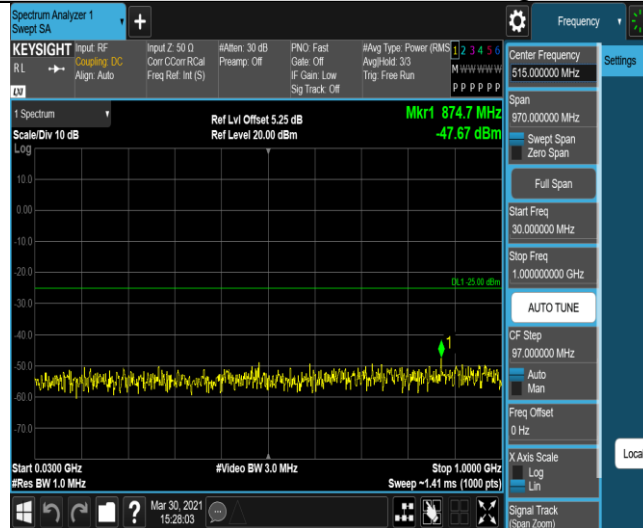 Spectrum Analyzer 1
Swept SA
Frequency
KEYSIGHT
Input: RF
Coupling: DC
Align: Auto
Input Z: 50 Ω
Corr CCorr RCal
Freq Ref: Int (S)
#Atten: 30 dB
Preamp: Off
PNO: Fast
Gate: Off
IF Gain: Low
Sig Track: Off
#Avg Type: Power (RMS
Avg|Hold: 3/3
Trig: Free Run
1 2 3 4 5 6
M W W W W W
P P P P P P
RL
LXI
1 Spectrum
Scale/Div 10 dB
Log
Ref Lvl Offset 5.25 dB
Ref Level 20.00 dBm
Mkr1 874.7 MHz
-47.67 dBm
10.0
0.00
-10.0
-20.0
DL1 -25.00 dBm
-30.0
-40.0
1
-50.0
-60.0
-70.0
Start 0.0300 GHz
#Res BW 1.0 MHz
#Video BW 3.0 MHz
Stop 1.0000 GHz
Sweep ~1.41 ms (1000 pts)
Center Frequency
515.000000 MHz
Settings
Span
970.000000 MHz
Swept Span
Zero Span
Full Span
Start Freq
30.000000 MHz
Stop Freq
1.000000000 GHz
AUTO TUNE
CF Step
97.000000 MHz
Auto
Man
Freq Offset
0 Hz
X Axis Scale
Log
Lin
Loca
Signal Track
(Span Zoom)
?
Mar 30, 2021
15:28:03